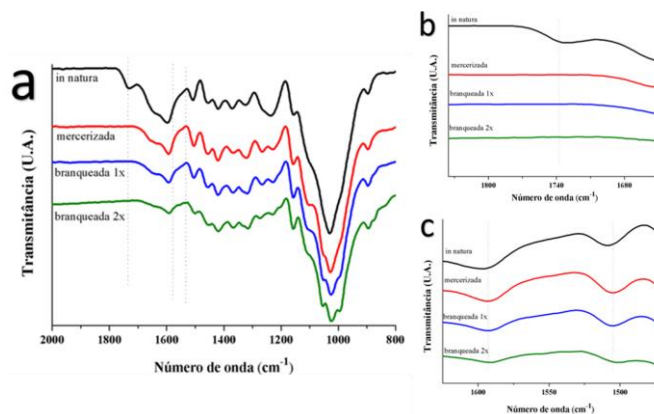 a
in natura
mercerizada
branqueada 1x
branqueada 2x
Transmitância (U.A.)
2000 1800 1600 1400 1200 1000 800
Número de onda (cm-1)
b
in natura
mercerizada
branqueada 1x
branqueada 2x
Transmitância (U.A.)
1800 1740 1680
Número de onda (cm-1)
c
in natura
mercerizada
branqueada 1x
branqueada 2x
Transmitância (U.A.)
1600 1550 1500
Número de onda (cm-1)